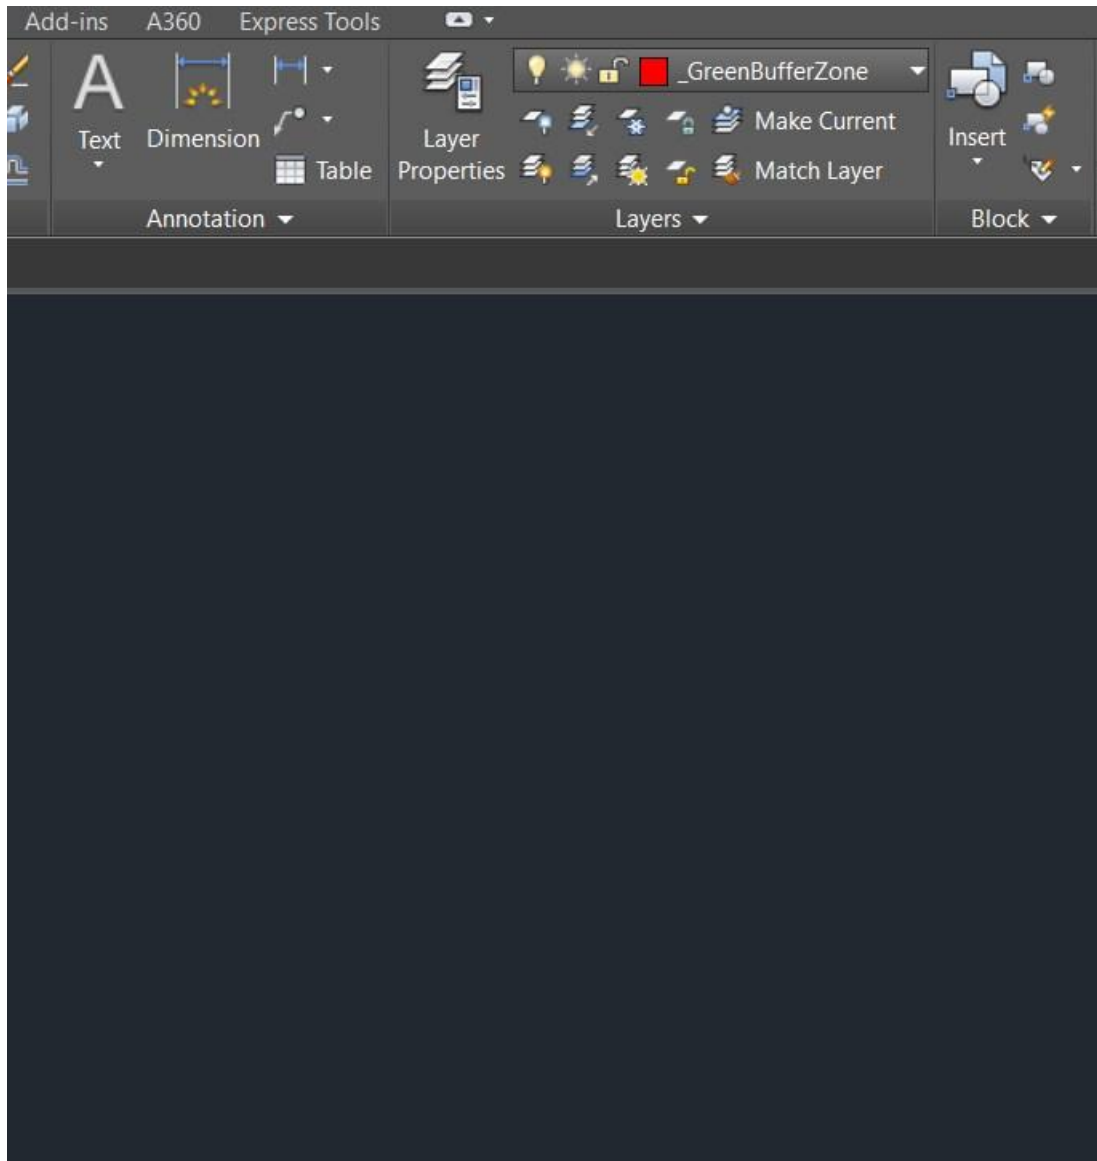 Add-ins A360 Express Tools
_GreenBufferZone
Text Dimension Layer Properties Make Current Insert
Table Match Layer
Annotation Layers Block